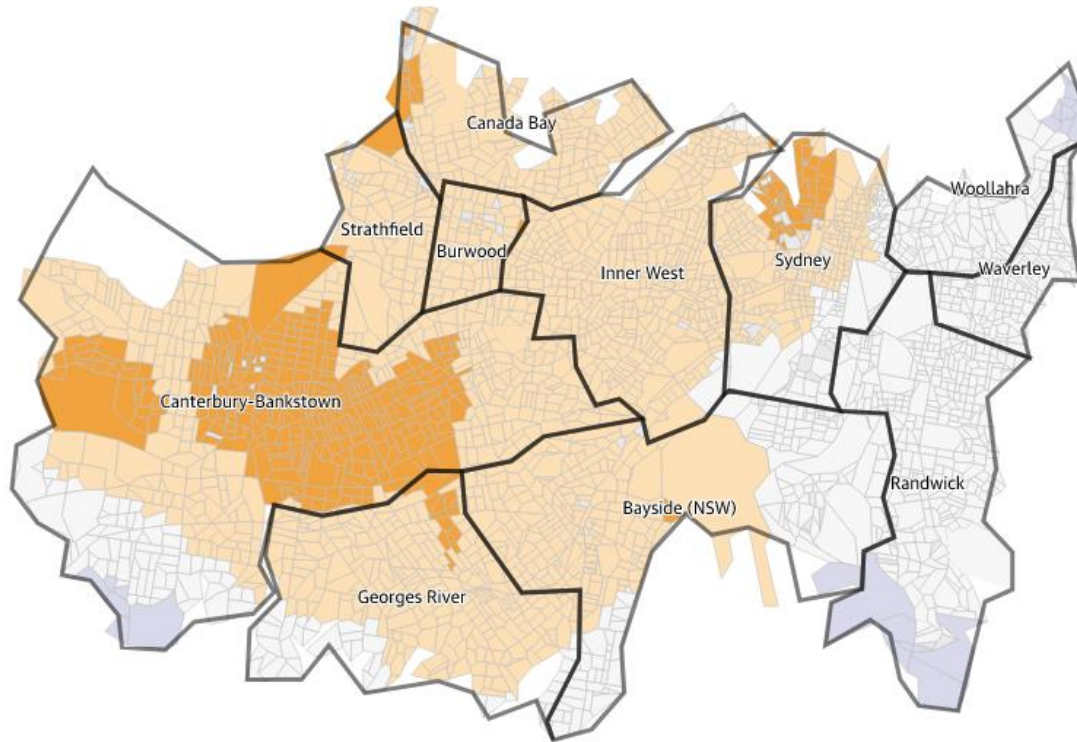 Canada Bay
Woollahra
Strathfield
Burwood
Inner West
Sydney
Waverley
Canterbury-Bankstown
Randwick
Bayside (NSW)
Georges River